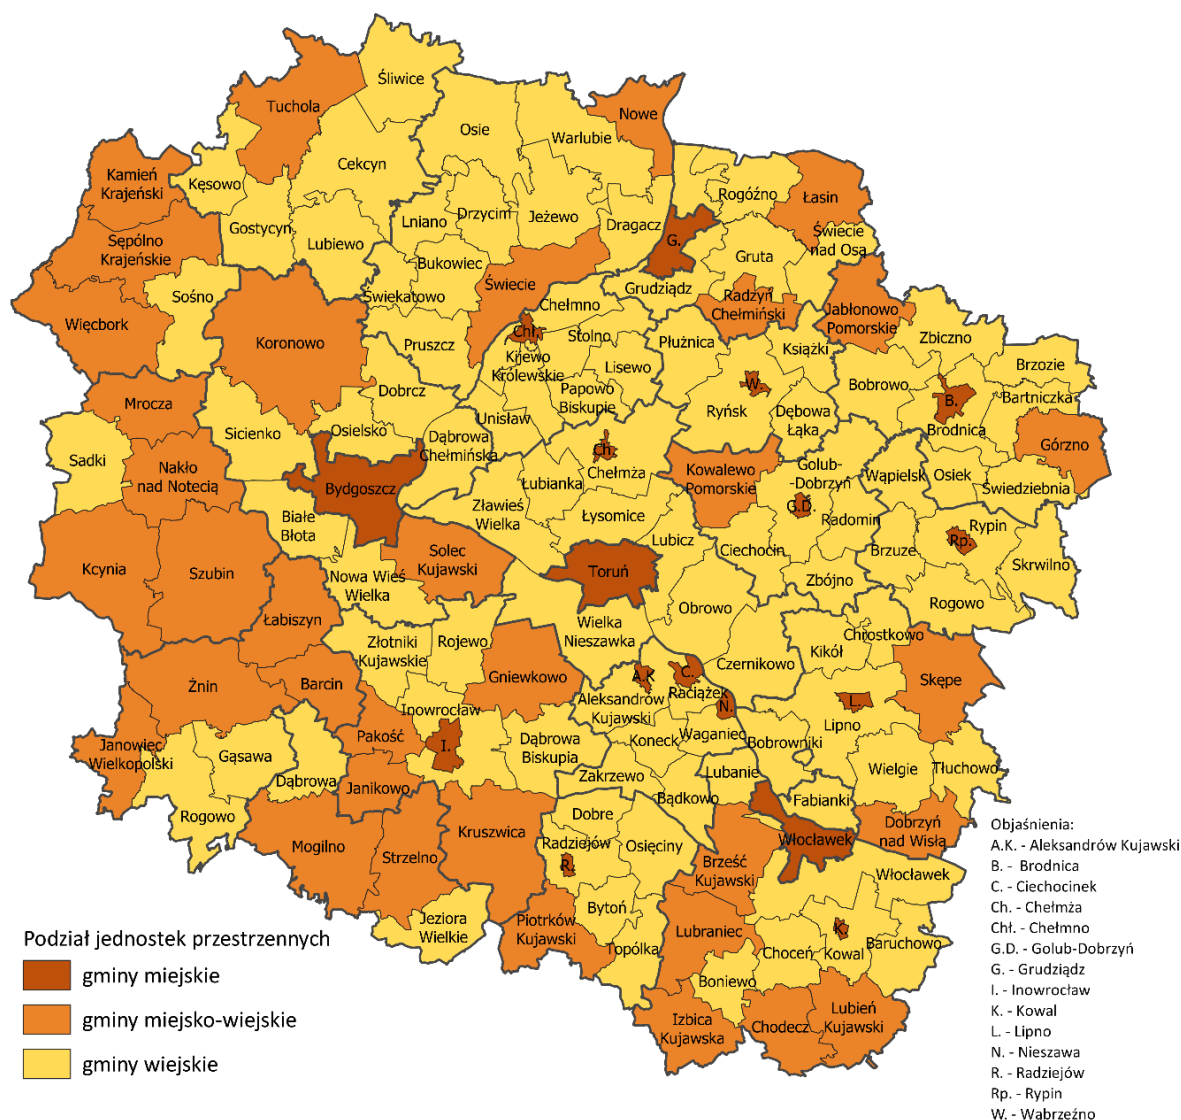 Śliwice
Tuchola
Nowe
Osie
Warlubie
Cekcyn
Kamień
Krajeński
Kęsowo
Rogóźno
Łasin
Gostycyn
Lniano
Drzycim
Jeżewo
Dragacz
Świecie
nad Osą
Sępólno
Krajeńskie
Lubiewo
G.
Gruta
Bukowiec
Sośno
Świekatowo
Świecie
Grudziądz
Radzyń
Chełmiński
Jabłonowo
Pomorskie
Chełmno
Więcbork
Koronowo
Pruszcz
Chł.
Stolno
Płużnica
Książki
Zbiczno
Kijewo
Królewskie
Lisewo
Brzozie
Mrocza
Dobrcz
Papowo
Biskupie
W.
Ryńsk
Bobrowo
B.
Bartniczka
Sicienko
Osielsko
Unisław
Dębowa
Łąka
Brodnica
Górzno
Sadki
Nakło
nad Notecią
Dąbrowa
Chełmińska
Ch.
Chełmża
Kowalewo
Pomorskie
Golub-
-Dobrzyń
Wąpielsk
Osiek
Świedziebnia
Bydgoszcz
Łubianka
G.D.
Zławieś
Wielka
Łysomice
Radomin
Białe
Błota
Lubicz
Ciechocin
Brzuze
Rp.
Rypin
Solec
Kujawski
Kcynia
Szubin
Toruń
Skrwilno
Nowa Wieś
Wielka
Zbójno
Obrowo
Rogowo
Łabiszyn
Wielka
Nieszawka
Złotniki
Kujawskie
Rojewo
Chrostkowo
Kikół
Czernikowo
Żnin
Barcin
Gniewkowo
A.K
C.
Raciążek
Skępe
Aleksandrów
Kujawski
N.
L.
Inowrocław
Lipno
Janowiec
Wielkopolski
Gąsawa
Pakość
I.
Dąbrowa
Biskupia
Koneck
Waganiec
Bobrowniki
Dąbrowa
Janikowo
Zakrzewo
Lubanie
Wielgie
Tłuchowo
Bądkowo
Fabianki
Rogowo
Dobre
Mogilno
Strzelno
Kruszwica
Radziejów
R.
Osięciny
Włocławek
Dobrzyń
nad Wisłą
Brześć
Kujawski
Włocławek
Bytoń
Jeziora
Wielkie
Piotrków
Kujawski
Lubraniec
K.
Topólka
Choceń
Kowal
Baruchowo
Boniewo
Izbica
Kujawska
Chodecz
Lubień
Kujawski
Podział jednostek przestrzennych
gminy miejskie
gminy miejsko-wiejskie
gminy wiejskie
Objaśnienia:
A.K. - Aleksandrów Kujawski
B. - Brodnica
C. - Ciechocinek
Ch. - Chełmża
Chł. - Chełmno
G.D. - Golub-Dobrzyń
G. - Grudziądz
I. - Inowrocław
K. - Kowal
L. - Lipno
N. - Nieszawa
R. - Radziejów
Rp. - Rypin
W. - Wąbrzeźno